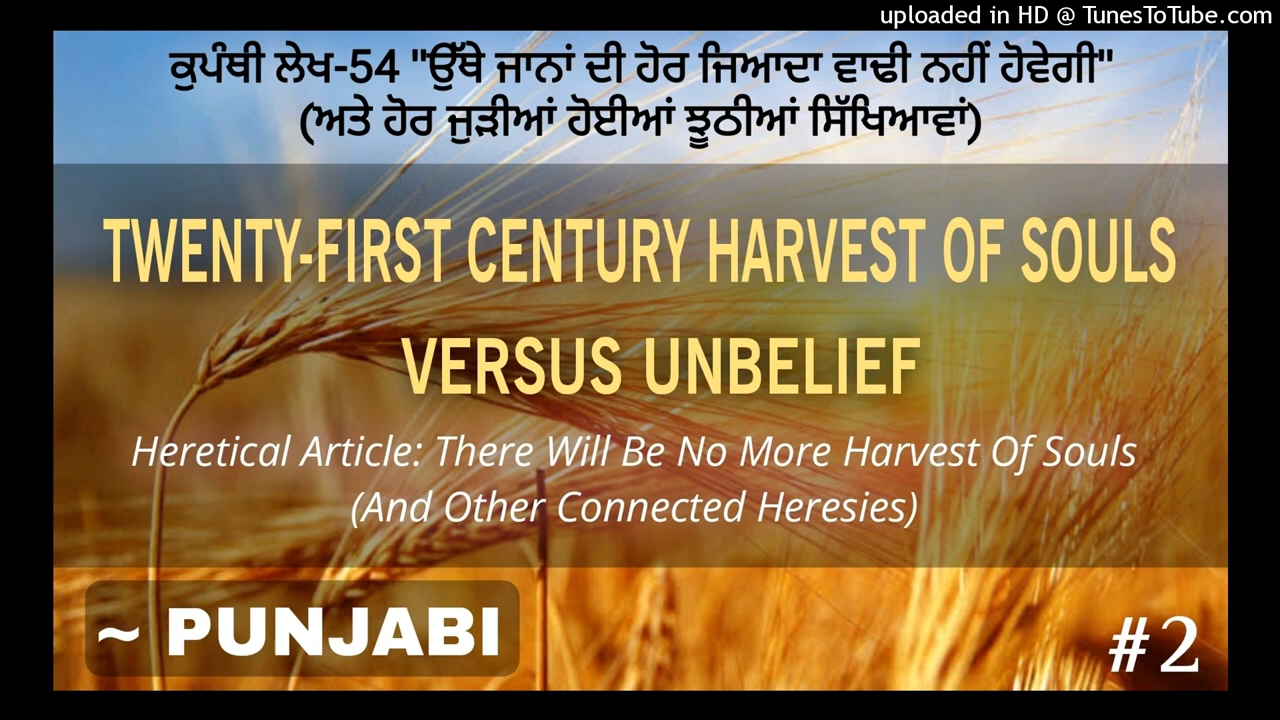 uploaded in HD @ TunesToTube.com
ਕੁਪੰਥੀ ਲੇਖ-54 "ਉੱਥੇ ਜਾਨਾਂ ਦੀ ਹੋਰ ਜਿਆਦਾ ਵਾਢੀ ਨਹੀਂ ਹੋਵੇਗੀ"
(ਅਤੇ ਹੋਰ ਜੁੜੀਆਂ ਹੋਈਆਂ ਝੂਠੀਆਂ ਸਿੱਖਿਆਵਾਂ)
TWENTY-FIRST CENTURY HARVEST OF SOULS
VERSUS UNBELIEF
Heretical Article: There Will Be No More Harvest Of Souls
(And Other Connected Heresies)
~ PUNJABI
#2